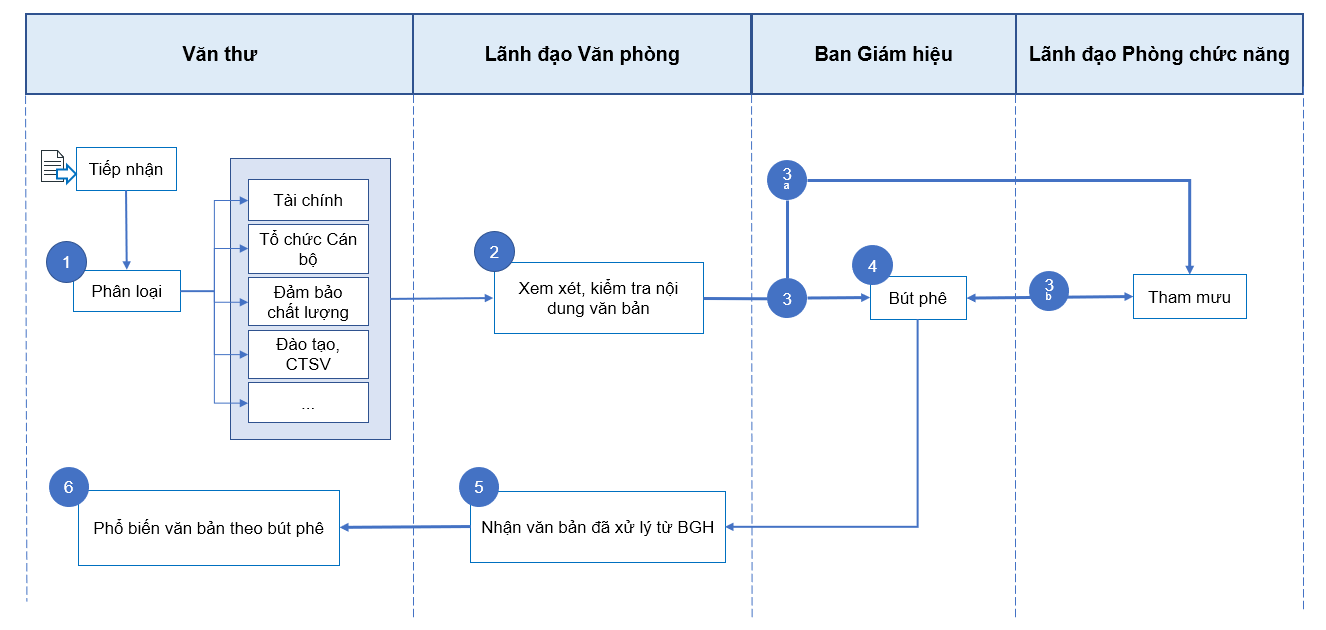 Văn thư
Lãnh đạo Văn phòng
Ban Giám hiệu
Lãnh đạo Phòng chức năng
Tiếp nhận
1
Phân loại
Tài chính
Tổ chức Cán
bộ
Đảm bảo
chất lượng
Đào tạo,
CTSV
...
2
Xem xét, kiểm tra nội
dung văn bản
3
a
3
4
Bút phê
3
b
Tham mưu
6
Phổ biến văn bản theo bút phê
5
Nhận văn bản đã xử lý từ BGH